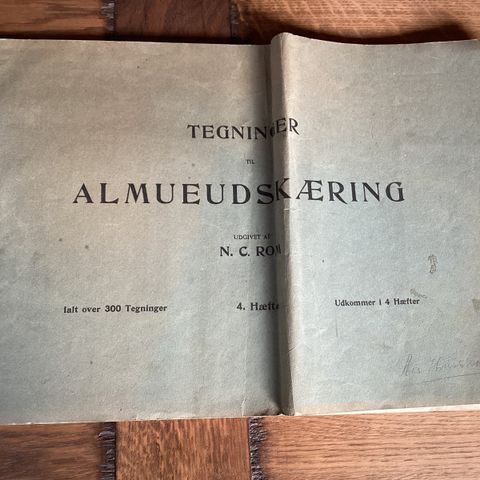 TEGNINGER
TIL
ALMUEUDSKÆRING
UDGIVET AF
N. C. ROM
Ialt over 300 Tegninger
4. Hæfte
Udkommer i 4 Hæfter